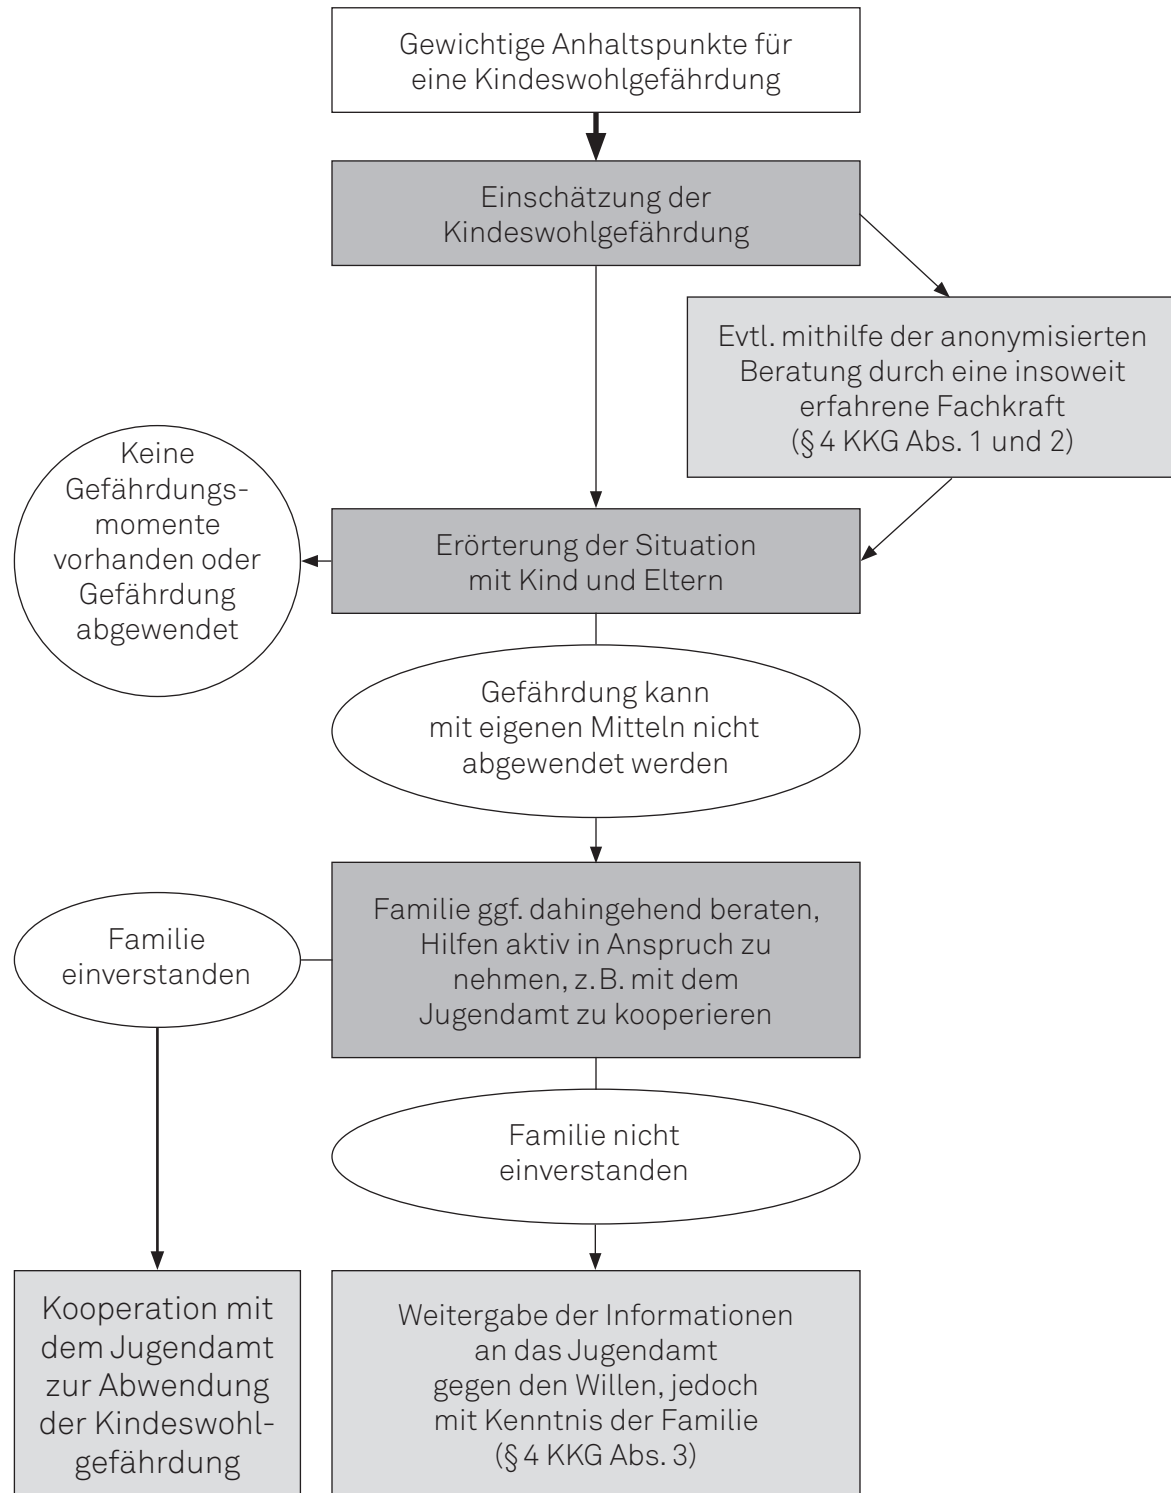 Gewichtige Anhaltspunkte für
eine Kindeswohlgefährdung
Einschätzung der
Kindeswohlgefährdung
Evtl. mithilfe der anonymisierten
Beratung durch eine insoweit
erfahrene Fachkraft
(§ 4 KKG Abs. 1 und 2)
Keine
Gefährdungs-
momente
vorhanden oder
Gefährdung
abgewendet
Erörterung der Situation
mit Kind und Eltern
Gefährdung kann
mit eigenen Mitteln nicht
abgewendet werden
Familie ggf. dahingehend beraten,
Hilfen aktiv in Anspruch zu
nehmen, z. B. mit dem
Jugendamt zu kooperieren
Familie
einverstanden
Familie nicht
einverstanden
Kooperation mit
dem Jugendamt
zur Abwendung
der Kindeswohl-
gefährdung
Weitergabe der Informationen
an das Jugendamt
gegen den Willen, jedoch
mit Kenntnis der Familie
(§ 4 KKG Abs. 3)